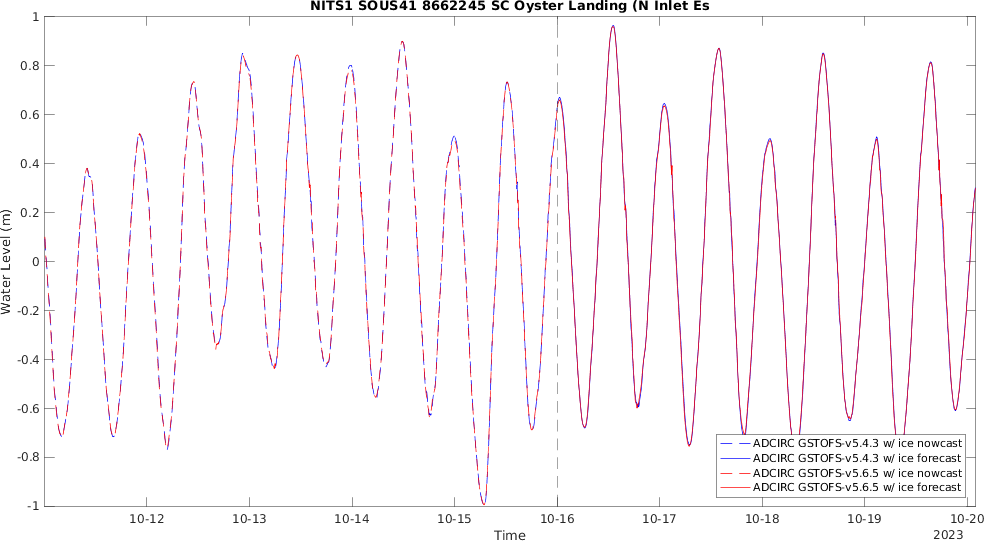 NITS1 SOUS41 8662245 SC Oyster Landing (N Inlet Es
1
0.8
0.6
0.4
0.2
0
-0.2
-0.4
-0.6
-0.8
-1
Water Level (m)
ADCIRC GSTOFS-v5.4.3 w/ ice nowcast
ADCIRC GSTOFS-v5.4.3 w/ ice forecast
ADCIRC GSTOFS-v5.6.5 w/ ice nowcast
ADCIRC GSTOFS-v5.6.5 w/ ice forecast
10-12 10-13 10-14 10-15 10-16 10-17 10-18 10-19 10-20
Time
2023